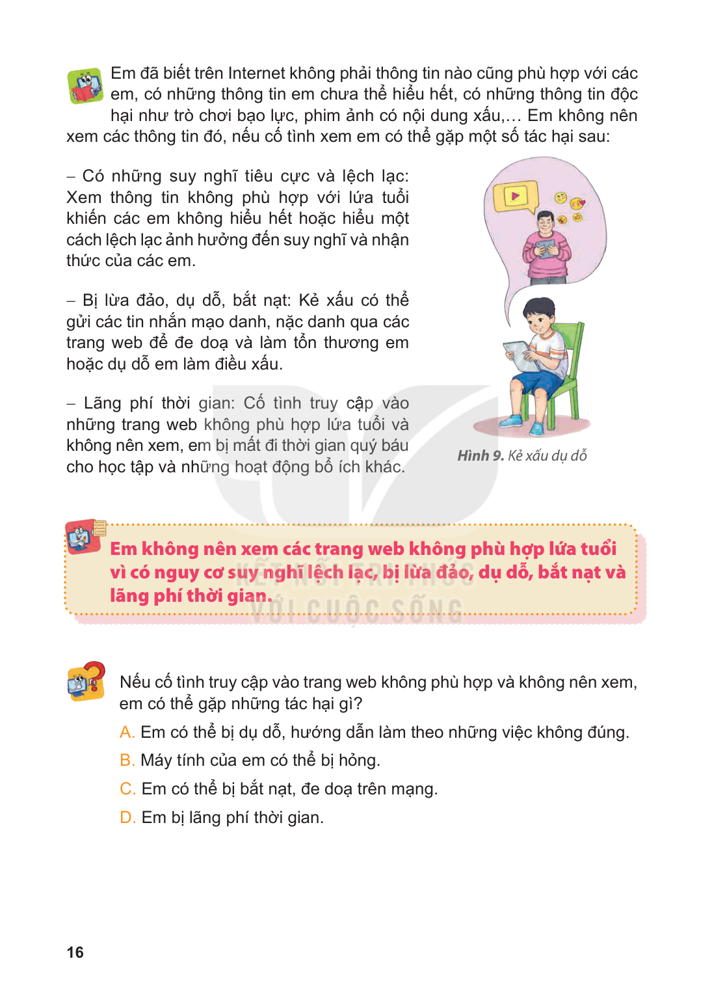 Em đã biết trên Internet không phải thông tin nào cũng phù hợp với các
em, có những thông tin em chưa thể hiểu hết, có những thông tin độc
hại như trò chơi bạo lực, phim ảnh có nội dung xấu,... Em không nên
xem các thông tin đó, nếu cố tình xem em có thể gặp một số tác hại sau:
– Có những suy nghĩ tiêu cực và lệch lạc:
Xem thông tin không phù hợp với lứa tuổi
khiến các em không hiểu hết hoặc hiểu một
cách lệch lạc ảnh hưởng đến suy nghĩ và nhận
thức của các em.
– Bị lừa đảo, dụ dỗ, bắt nạt: Kẻ xấu có thể
gửi các tin nhắn mạo danh, nặc danh qua các
trang web để đe doạ và làm tổn thương em
hoặc dụ dỗ em làm điều xấu.
– Lãng phí thời gian: Cố tình truy cập vào
những trang web không phù hợp lứa tuổi và
không nên xem, em bị mất đi thời gian quý báu
cho học tập và những hoạt động bổ ích khác.
Hình 9. Kẻ xấu dụ dỗ
Em không nên xem các trang web không phù hợp lứa tuổi
vì có nguy cơ suy nghĩ lệch lạc, bị lừa đảo, dụ dỗ, bắt nạt và
lãng phí thời gian.
KẾT NỐI TRI THỨC
VỚI CUỘC SỐNG
Nếu cố tình truy cập vào trang web không phù hợp và không nên xem,
em có thể gặp những tác hại gì?
A. Em có thể bị dụ dỗ, hướng dẫn làm theo những việc không đúng.
B. Máy tính của em có thể bị hỏng.
C. Em có thể bị bắt nạt, đe doạ trên mạng.
D. Em bị lãng phí thời gian.
16